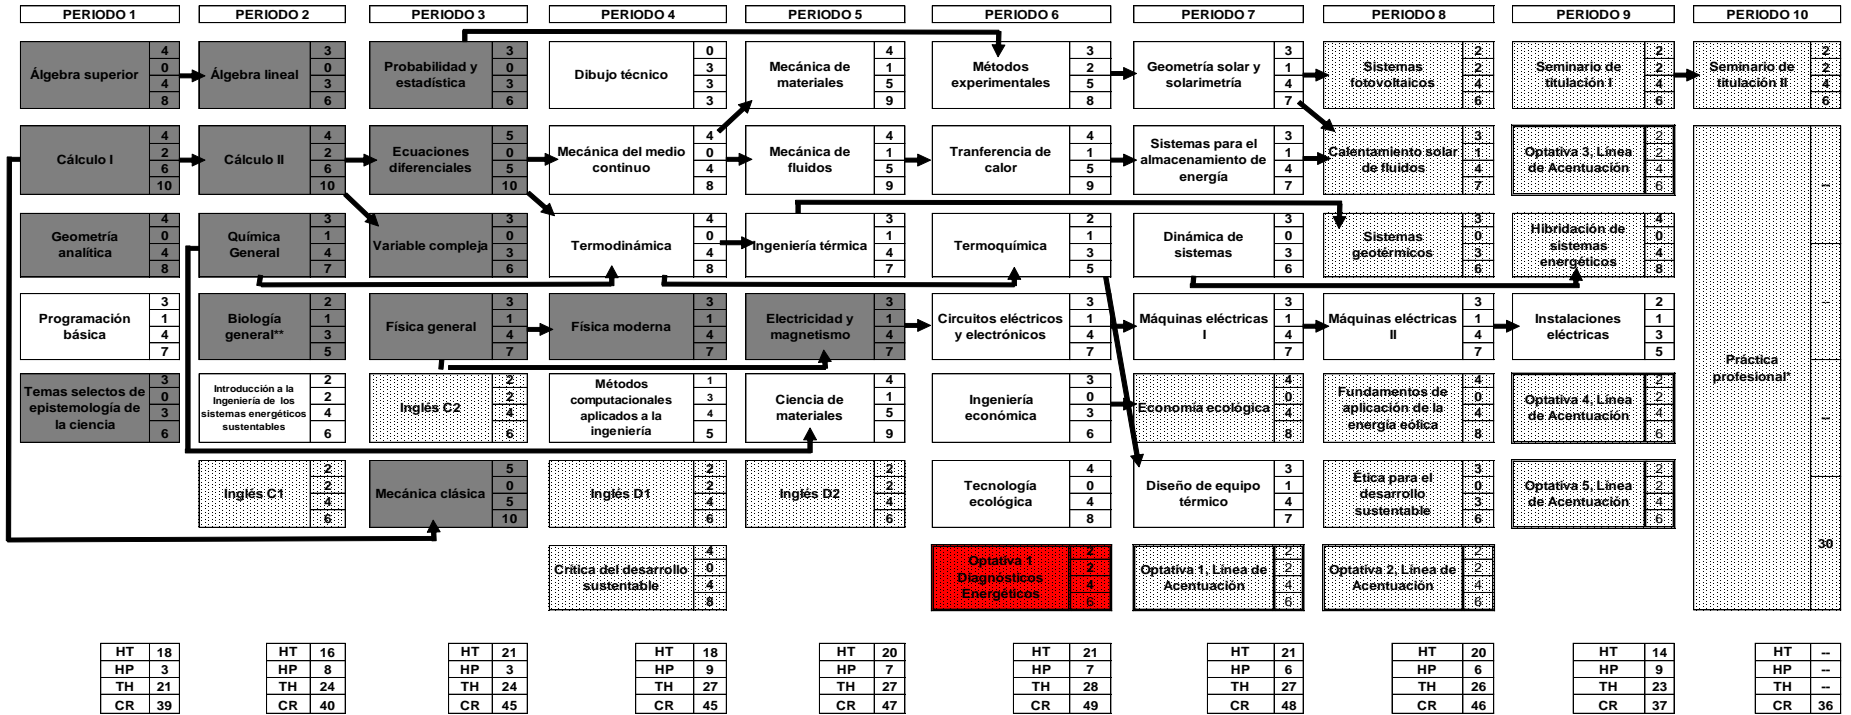 PERIODO 1
PERIODO 2
PERIODO 3
PERIODO 4
PERIODO 5
PERIODO 6
PERIODO 7
PERIODO 8
PERIODO 9
PERIODO 10
Álgebra superior
4
0
4
8
Álgebra lineal
3
0
3
6
Probabilidad y
estadística
3
0
3
6
Dibujo técnico
0
3
3
3
Mecánica de
materiales
4
1
5
9
Métodos
experimentales
3
2
5
8
Geometría solar y
solarimetría
3
1
4
7
Sistemas
fotovoltaicos
2
2
4
6
Seminario de
titulación I
2
2
4
6
Seminario de
titulación II
2
2
4
6
Cálculo I
4
2
6
10
Cálculo II
4
2
6
10
Ecuaciones
diferenciales
5
0
5
10
Mecánica del medio
continuo
4
0
4
8
Mecánica de
fluidos
4
1
5
9
Tranferencia de
calor
4
1
5
9
Sistemas para el
almacenamiento de
energía
3
1
4
7
Calentamiento solar
de fluidos
3
1
4
7
Optativa 3, Línea
de Acentuación
2
2
4
6
Práctica
profesional*
--
--
--
30
Geometría
analítica
4
0
4
8
Química
General
3
1
4
7
Variable compleja
3
0
3
6
Termodinámica
4
0
4
8
Ingeniería térmica
3
1
4
7
Termoquímica
2
1
3
5
Dinámica de
sistemas
3
0
3
6
Sistemas
geotérmicos
3
0
3
6
Hibridación de
sistemas
energéticos
4
0
4
8
Programación
básica
3
1
4
7
Biología
general**
2
1
3
5
Física general
3
1
4
7
Física moderna
3
1
4
7
Electricidad y
magnetismo
3
1
4
7
Circuitos eléctricos
y electrónicos
3
1
4
7
Máquinas eléctricas
I
3
1
4
7
Máquinas eléctricas
II
3
1
4
7
Instalaciones
eléctricas
2
1
3
5
Temas selectos de
epistemología de
la ciencia
3
0
3
6
Introducción a la
Ingeniería de los
sistemas energéticos
sustentables
2
2
4
6
Inglés C2
2
2
4
6
Métodos
computacionales
aplicados a la
ingeniería
1
3
4
5
Ciencia de
materiales
4
1
5
9
Ingeniería
económica
3
0
3
6
Economía ecológica
4
0
4
8
Fundamentos de
aplicación de la
energía eólica
4
0
4
8
Optativa 4, Línea
de Acentuación
2
2
4
6
Inglés C1
2
2
4
6
Mecánica clásica
5
0
5
10
Inglés D1
2
2
4
6
Inglés D2
2
2
4
6
Tecnología
ecológica
4
0
4
8
Diseño de equipo
térmico
3
1
4
7
Ética para el
desarrollo
sustentable
3
0
3
6
Optativa 5, Línea
de Acentuación
2
2
4
6
Crítica del desarrollo
sustentable
4
0
4
8
Optativa 1
Diagnósticos
Energéticos
2
2
4
6
Optativa 1, Línea de
Acentuación
2
2
4
6
Optativa 2, Línea de
Acentuación
2
2
4
6
HT 18
HP 3
TH 21
CR 39
HT 16
HP 8
TH 24
CR 40
HT 21
HP 3
TH 24
CR 45
HT 18
HP 9
TH 27
CR 45
HT 20
HP 7
TH 27
CR 47
HT 21
HP 7
TH 28
CR 49
HT 21
HP 6
TH 27
CR 48
HT 20
HP 6
TH 26
CR 46
HT 14
HP 9
TH 23
CR 37
HT --
HP --
TH --
CR 36